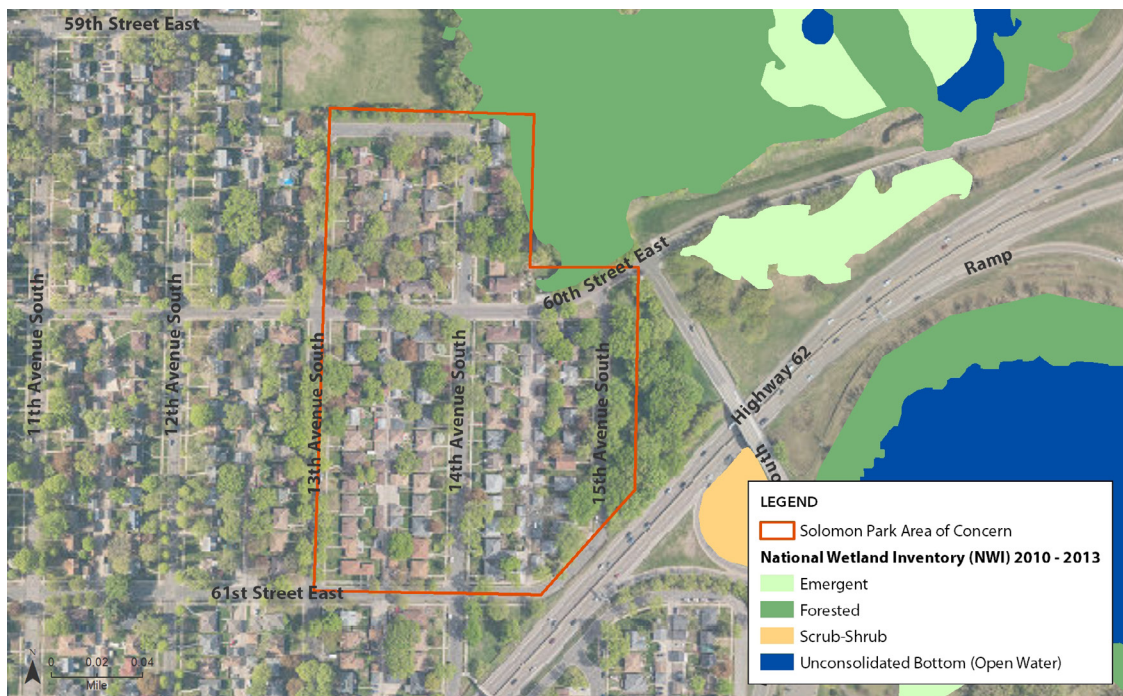 59th Street East
11th Avenue South
12th Avenue South
13th Avenue South
14th Avenue South
15th Avenue South
60th Street East
Ramp
Highway 62
outh
61st Street East
N
0 0.02 0.04
Mile
LEGEND
Solomon Park Area of Concern
National Wetland Inventory (NWI) 2010 - 2013
Emergent
Forested
Scrub-Shrub
Unconsolidated Bottom (Open Water)